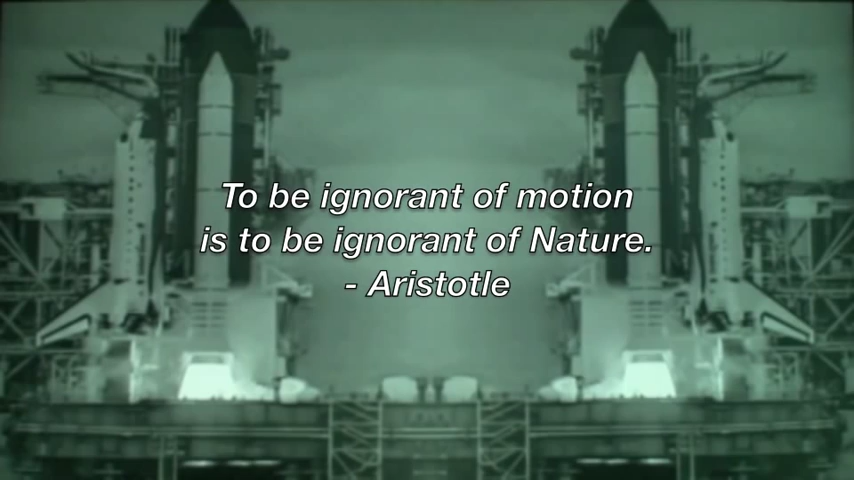 To be ignorant of motion
is to be ignorant of Nature.
- Aristotle